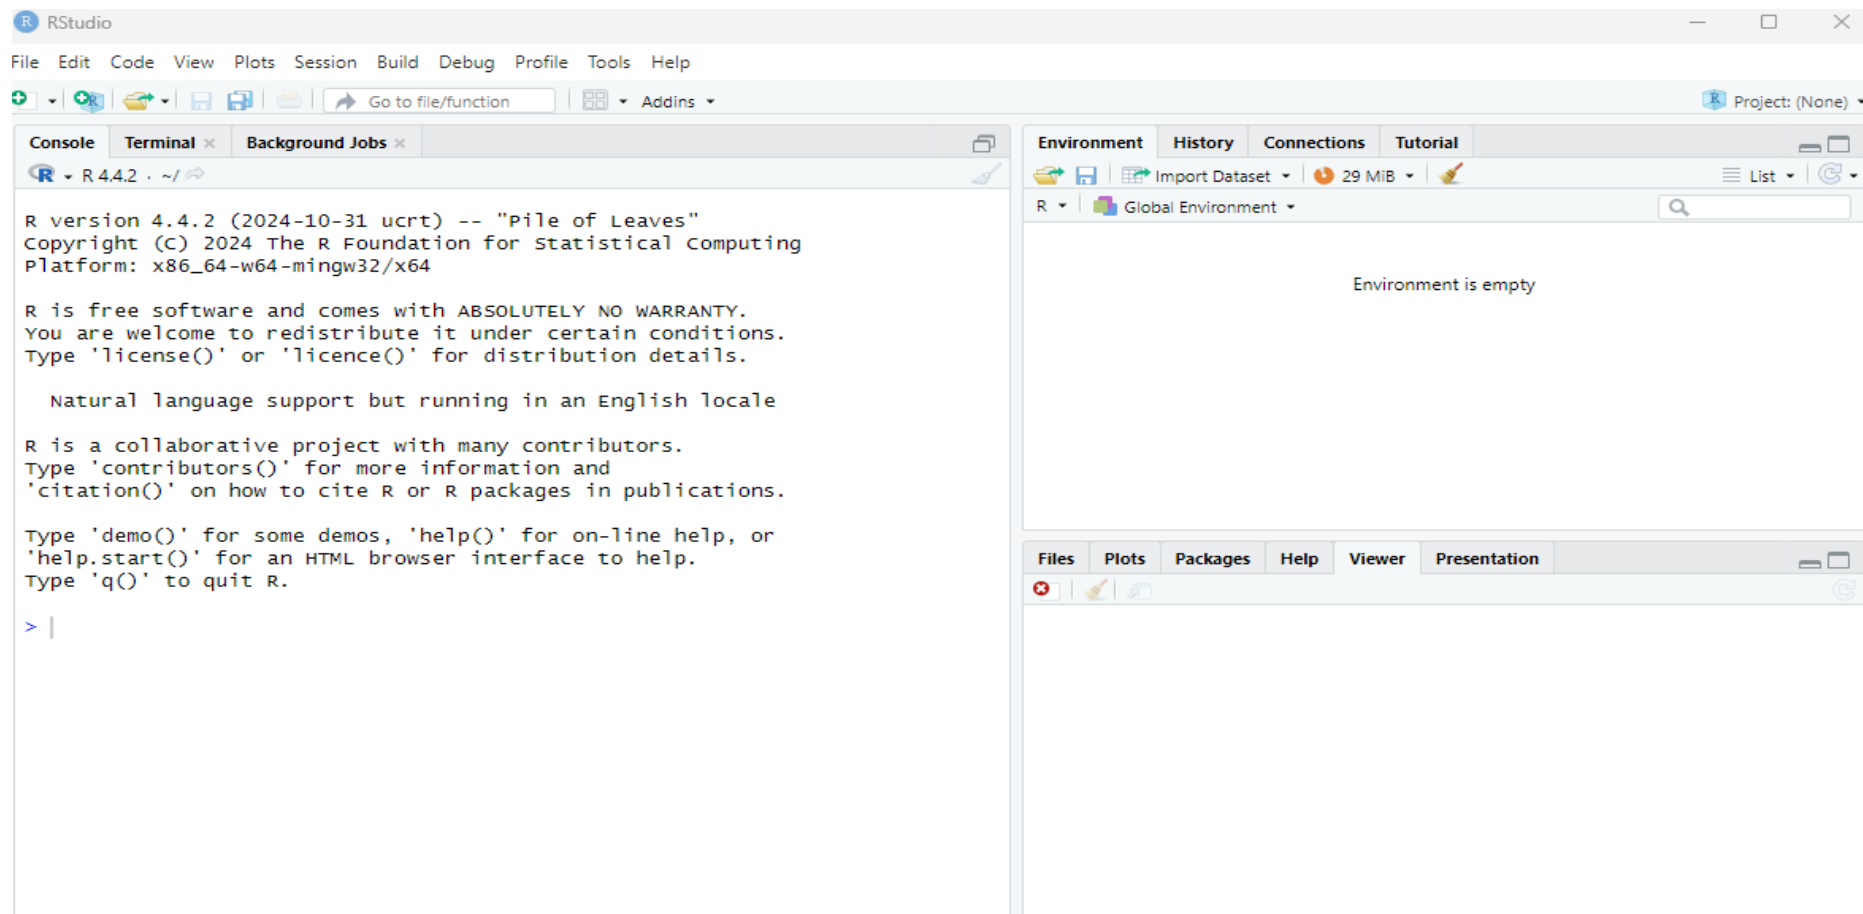 RStudio
File Edit Code View Plots Session Build Debug Profile Tools Help
Go to file/function Addins Project: (None)
Console Terminal Background Jobs
R 4.4.2 · ~/
R version 4.4.2 (2024-10-31 ucrt) -- "Pile of Leaves"
Copyright (C) 2024 The R Foundation for Statistical Computing
Platform: x86_64-w64-mingw32/x64
R is free software and comes with ABSOLUTELY NO WARRANTY.
You are welcome to redistribute it under certain conditions.
Type 'license()' or 'licence()' for distribution details.
Natural language support but running in an English locale
R is a collaborative project with many contributors.
Type 'contributors()' for more information and
'citation()' on how to cite R or R packages in publications.
Type 'demo()' for some demos, 'help()' for on-line help, or
'help.start()' for an HTML browser interface to help.
Type 'q()' to quit R.
>
Environment History Connections Tutorial
Import Dataset 29 MiB List
R Global Environment
Environment is empty
Files Plots Packages Help Viewer Presentation